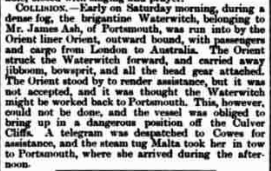 COLLISION.—Early on Saturday morning, during a
dense fog, the brigantine Waterwitch, belonging to
Mr. James Ash, of Portsmouth, was run into by the
Orient liner Orient, outward bound, with passengers
and cargo from London to Australia. The Orient
struck the Waterwitch forward, and carried away
jibboom, bowsprit, and all the head gear attached.
The Orient stood by to render assistance, but it was
not accepted, and it was thought the Waterwitch
might be worked back to Portsmouth. This, however,
could not be done, and the vessel was obliged to
bring up in a dangerous position off the Culver
Cliffs. A telegram was despatched to Cowes for
assistance, and the steam tug Malta took her in tow
to Portsmouth, where she arrived during the after-
noon.